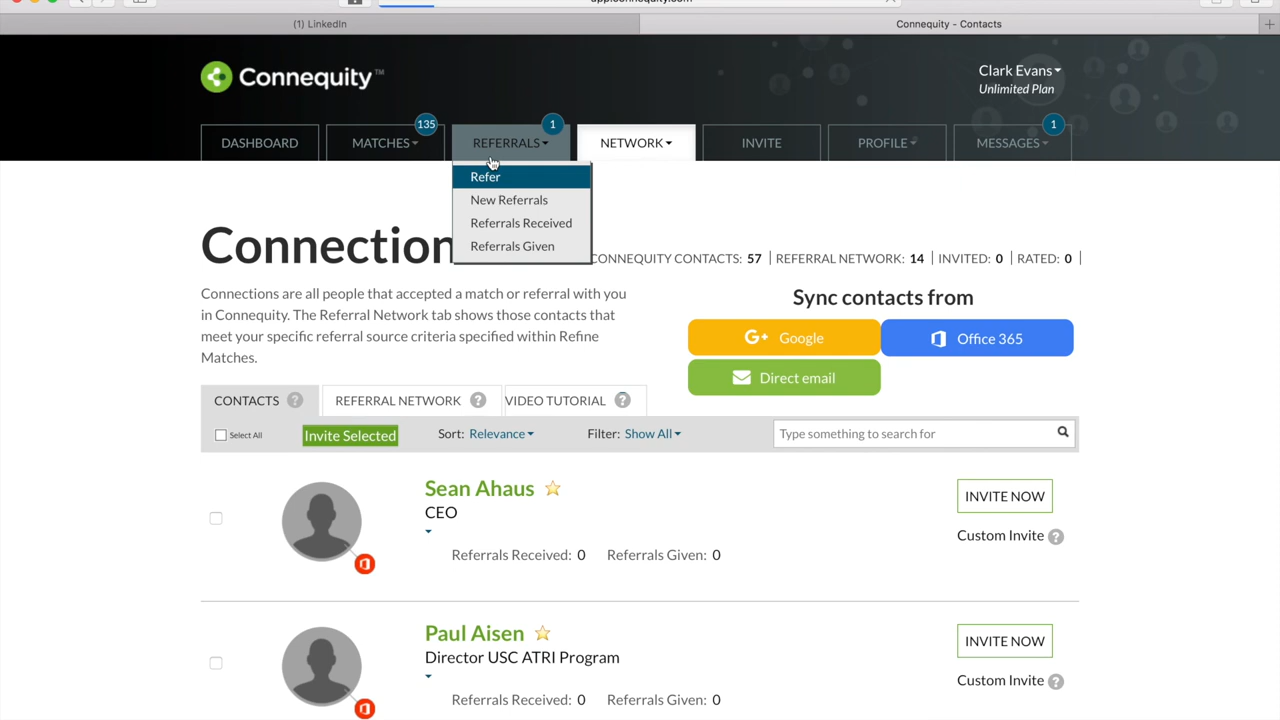 app.connequity.com
(1) LinkedIn
Connequity - Contacts
Connequity™
Clark Evans
Unlimited Plan
DASHBOARD
MATCHES
135
REFERRALS
1
NETWORK
INVITE
PROFILE
MESSAGES
1
Refer
New Referrals
Referrals Received
Referrals Given
Connection
CONNEQUITY CONTACTS: 57 | REFERRAL NETWORK: 14 | INVITED: 0 | RATED: 0 |
Connections are all people that accepted a match or referral with you
in Connequity. The Referral Network tab shows those contacts that
meet your specific referral source criteria specified within Refine
Matches.
Sync contacts from
G+ Google
Office 365
Direct email
CONTACTS ?
REFERRAL NETWORK ?
VIDEO TUTORIAL ?
Select All
Invite Selected
Sort: Relevance
Filter: Show All
Type something to search for
Sean Ahaus
CEO
Referrals Received: 0 Referrals Given: 0
INVITE NOW
Custom Invite ?
Paul Aisen
Director USC ATRI Program
Referrals Received: 0 Referrals Given: 0
INVITE NOW
Custom Invite ?